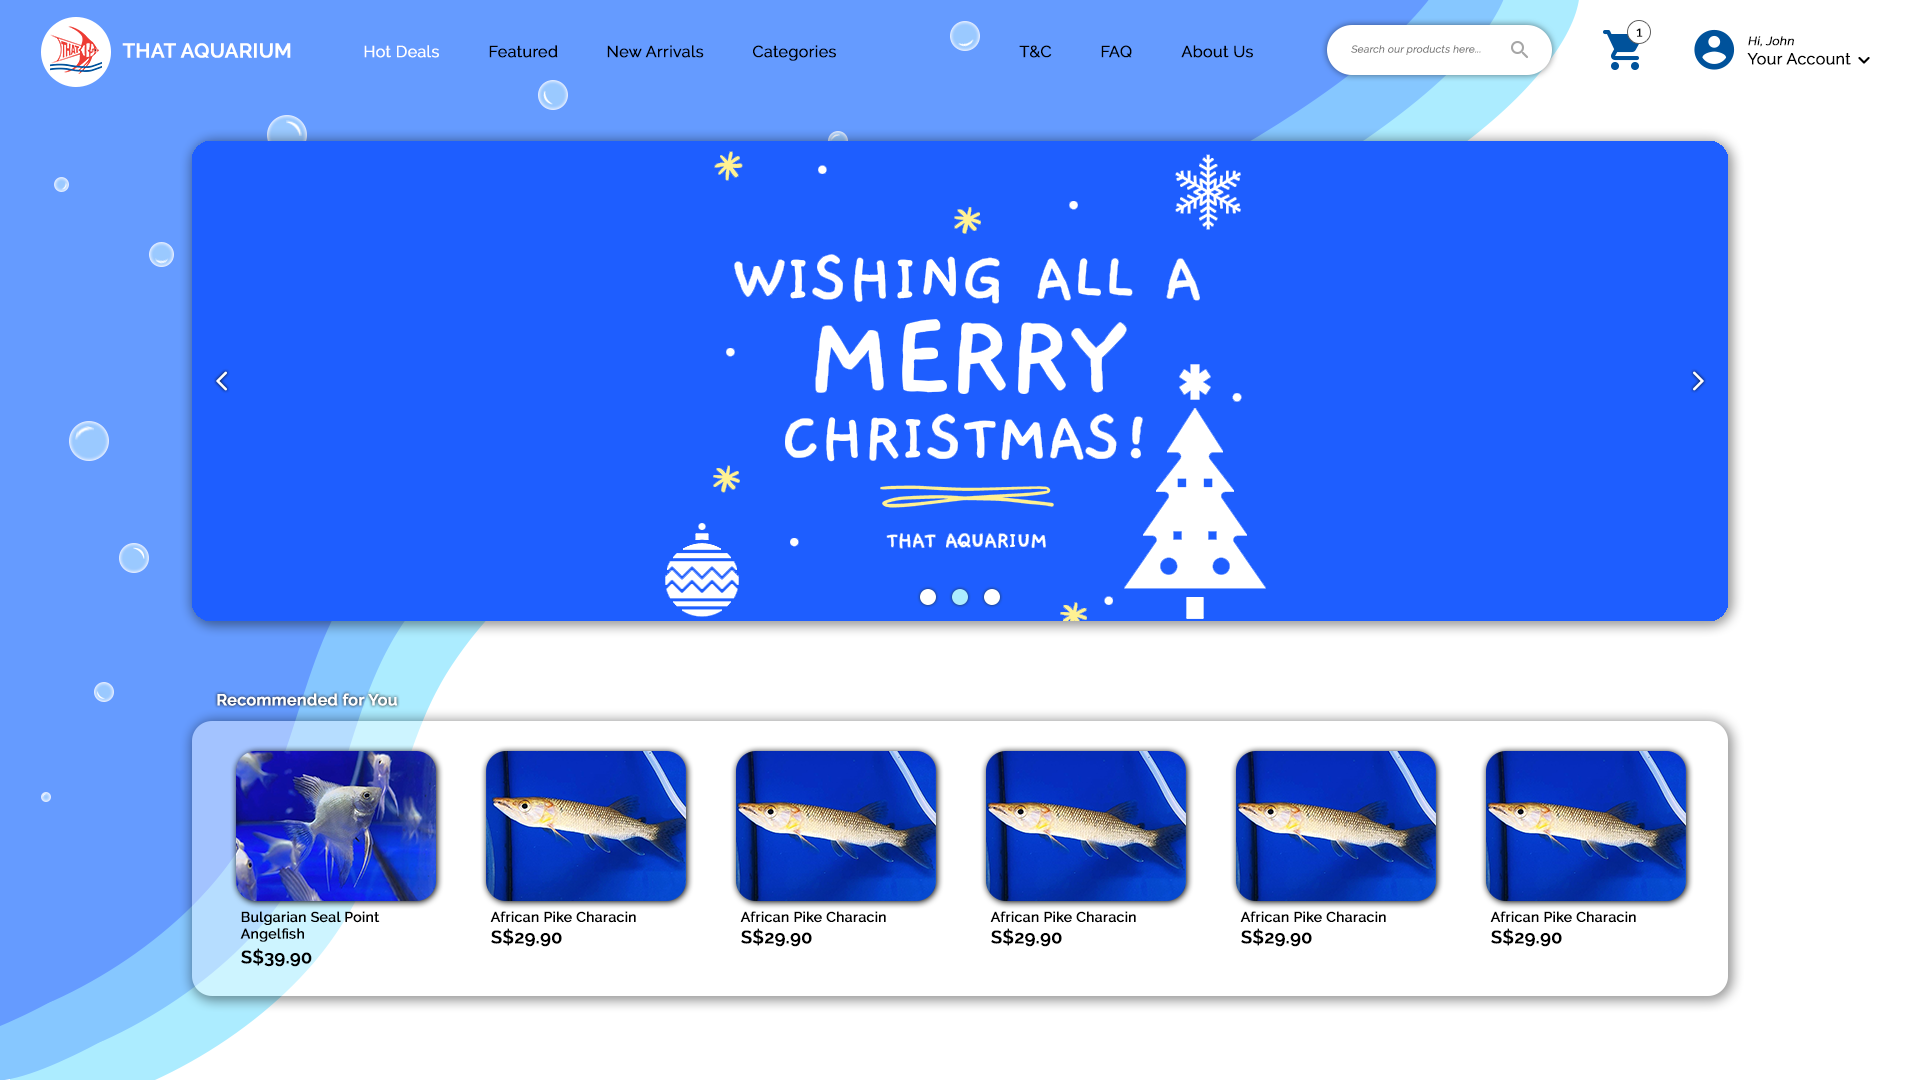 THAT AQUARIUM
Hot Deals
Featured
New Arrivals
Categories
T&C
FAQ
About Us
Search our products here...
1
Hi, John
Your Account
WISHING ALL A
MERRY
CHRISTMAS!
THAT AQUARIUM
Recommended for You
Bulgarian Seal Point
Angelfish
S$39.90
African Pike Characin
S$29.90
African Pike Characin
S$29.90
African Pike Characin
S$29.90
African Pike Characin
S$29.90
African Pike Characin
S$29.90